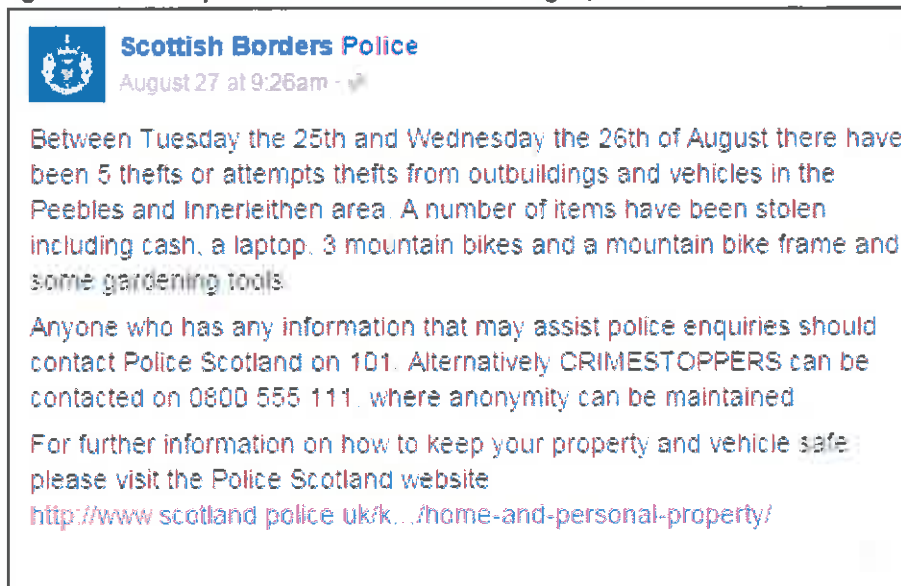 Scottish Borders Police
August 27 at 9:26am -
Between Tuesday the 25th and Wednesday the 26th of August there have
been 5 thefts or attempts thefts from outbuildings and vehicles in the
Peebles and Innerleithen area. A number of items have been stolen
including cash, a laptop, 3 mountain bikes and a mountain bike frame and
some gardening tools.
Anyone who has any information that may assist police enquiries should
contact Police Scotland on 101. Alternatively CRIMESTOPPERS can be
contacted on 0800 555 111, where anonymity can be maintained
For further information on how to keep your property and vehicle safe
please visit the Police Scotland website
http://www.scotland.police.uk/k.../home-and-personal-property/